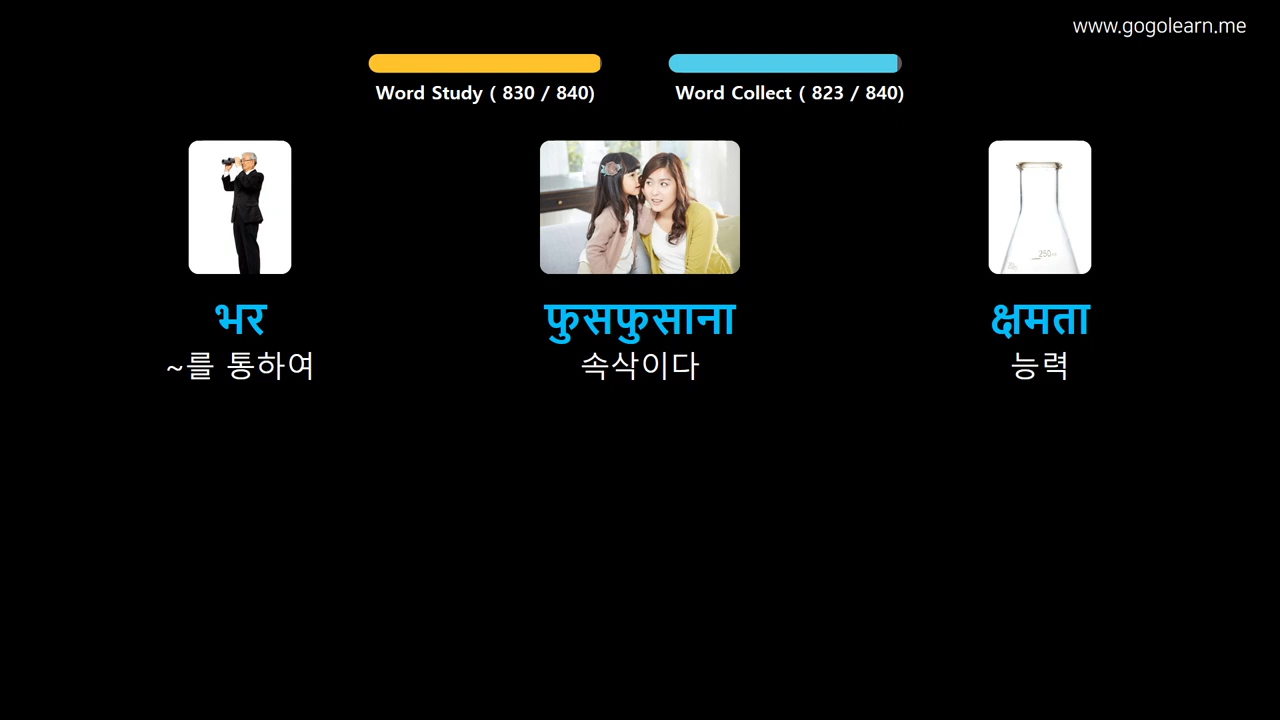 www.gogolearn.me
Word Study ( 830 / 840)
Word Collect ( 823 / 840)
भर
~를 통하여
फुसफुसाना
속삭이다
क्षमता
능력